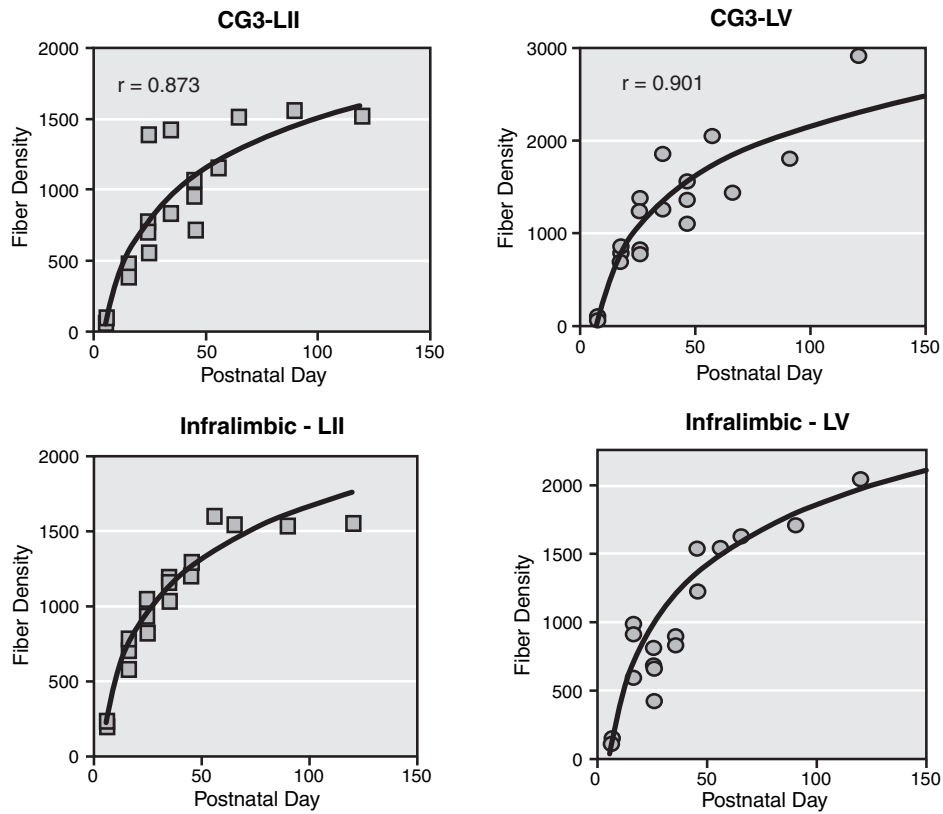 CG3-LII
2000
1500
1000
500
0
r = 0.873
Fiber Density
0 50 100 150
Postnatal Day
CG3-LV
3000
2000
1000
0
r = 0.901
Fiber Density
0 50 100 150
Postnatal Day
Infralimbic - LII
2000
1500
1000
500
0
Fiber Density
0 50 100 150
Postnatal Day
Infralimbic - LV
2000
1500
1000
500
0
Fiber Density
0 50 100 150
Postnatal Day